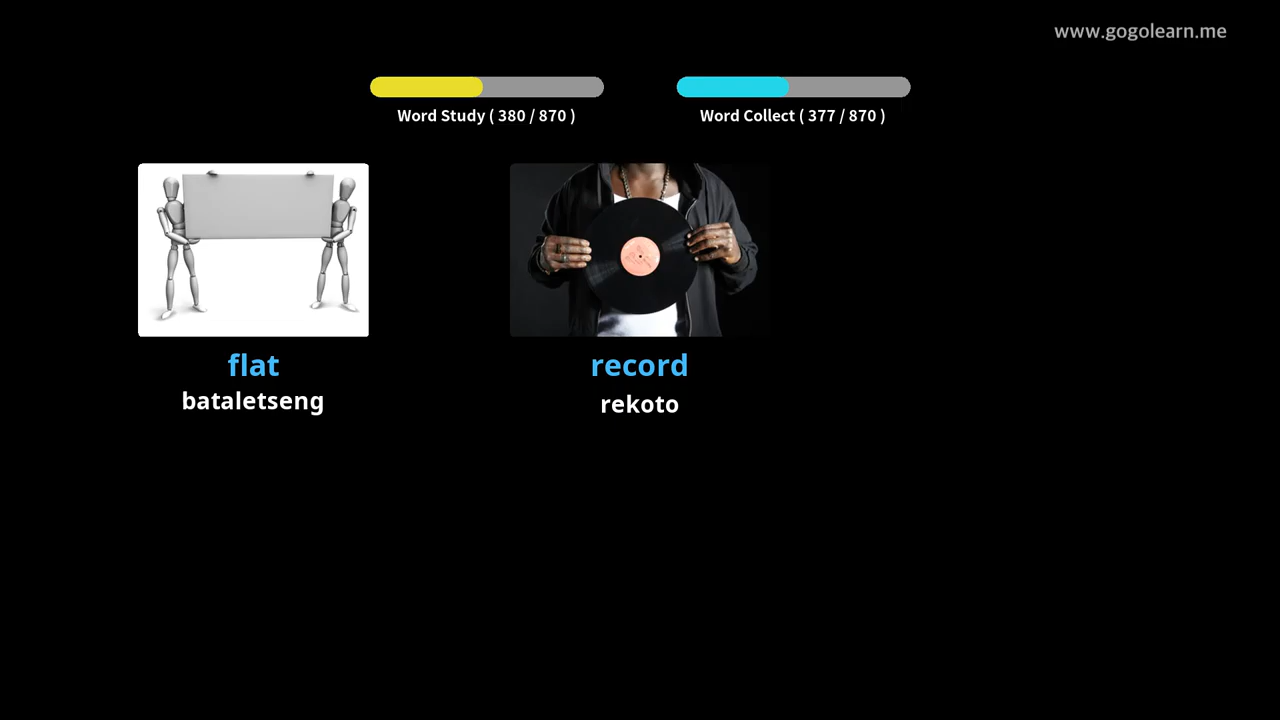 www.gogolearn.me
Word Study ( 380 / 870 )
Word Collect ( 377 / 870 )
flat
bataletseng
record
rekoto